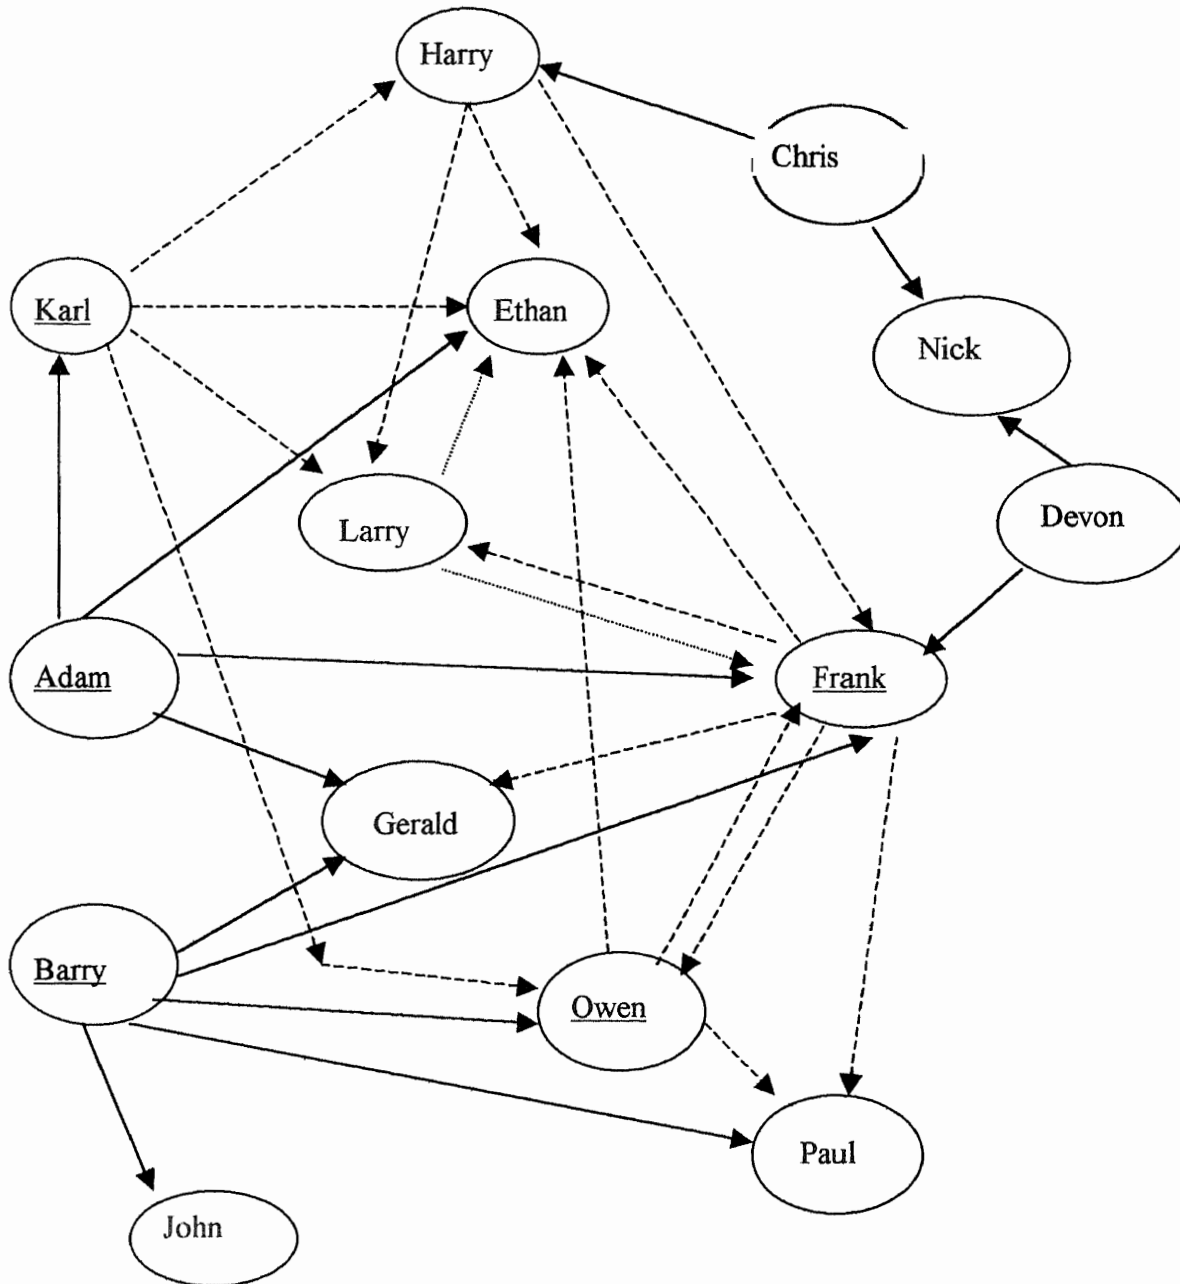 Harry
Chris
Karl
Ethan
Nick
Larry
Devon
Adam
Frank
Gerald
Barry
Owen
Paul
John